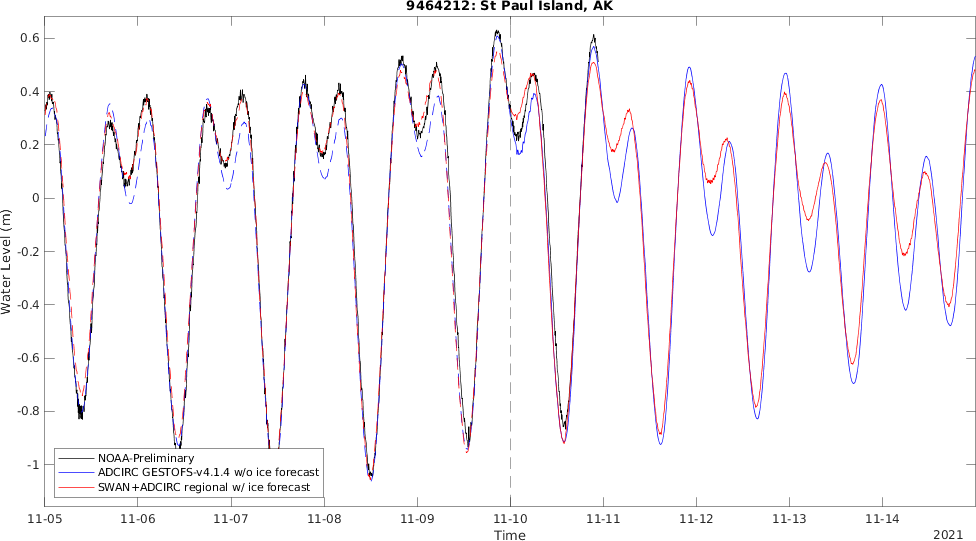 9464212: St Paul Island, AK
0.6
0.4
0.2
0
-0.2
-0.4
-0.6
-0.8
-1
Water Level (m)
NOAA-Preliminary
ADCIRC GESTOFS-v4.1.4 w/o ice forecast
SWAN+ADCIRC regional w/ ice forecast
11-05 11-06 11-07 11-08 11-09 11-10 11-11 11-12 11-13 11-14
Time
2021